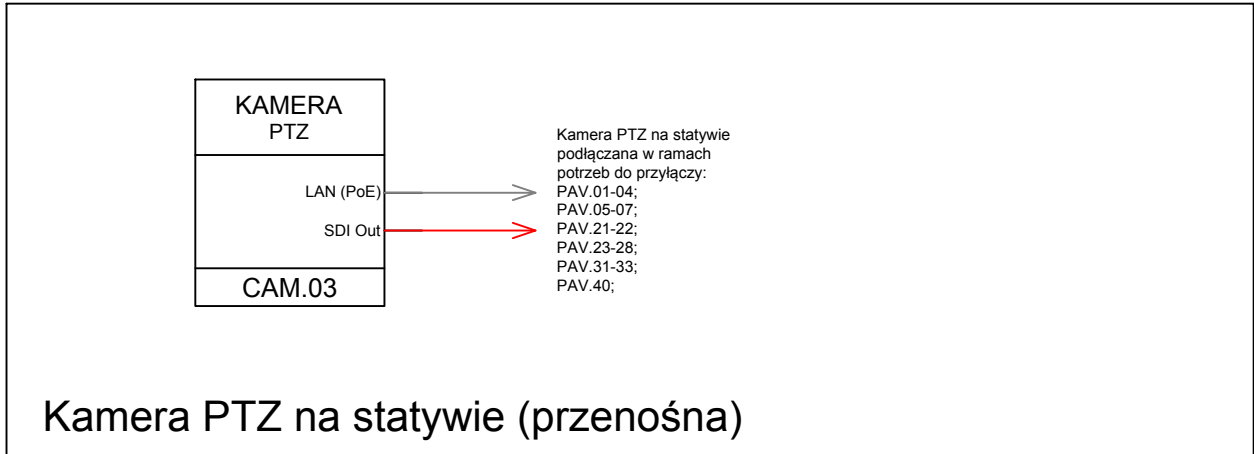 KAMERA
PTZ
LAN (PoE)
SDI Out
CAM.03
Kamera PTZ na statywie
podłączana w ramach
potrzeb do przyłączy:
PAV.01-04;
PAV.05-07;
PAV.21-22;
PAV.23-28;
PAV.31-33;
PAV.40;
Kamera PTZ na statywie (przenośna)